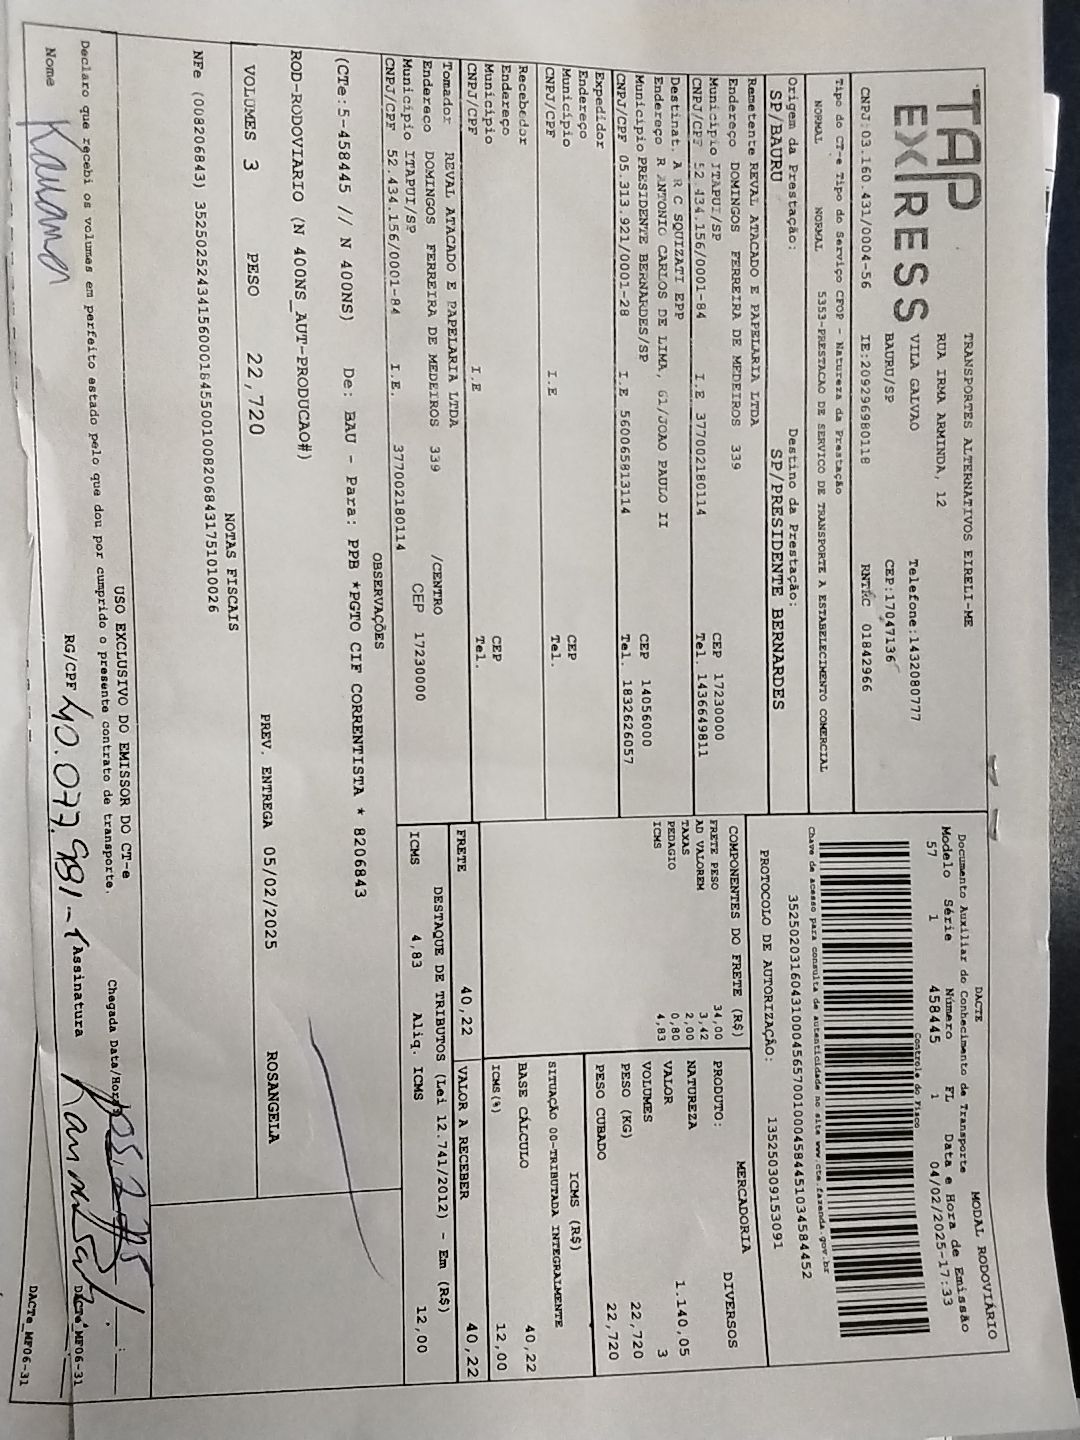 TAP
EXPRESS
TRANSPORTES ALTERNATIVOS EIRELI-ME
RUA IRMA ARMINDA, 12
VILA GALVAO Telefone:1432080777
BAURU/SP CEP:17047136
CNPJ:03.160.431/0004-56 IE:209296980118 RNTRC 01842966
Tipo do CT-e Tipo do Serviço CFOP - Natureza da Prestação
NORMAL NORMAL 5353-PRESTACAO DE SERVICO DE TRANSPORTE A ESTABELECIMENTO COMERCIAL
Origem da Prestação: Destino da Prestação:
SP/BAURU SP/PRESIDENTE BERNARDES
Remetente REVAL ATACADO E PAPELARIA LTDA
Endereço DOMINGOS FERREIRA DE MEDEIROS 339
Município ITAPUI/SP CEP 17230000
CNPJ/CPF 52.434.156/0001-84 I.E 377002180114 Tel. 1436649811
Destinat. A R C SQUIZATI EPP
Endereço R ANTONIO CARLOS DE LIMA, 61/JOAO PAULO II
Município PRESIDENTE BERNARDES/SP CEP 14056000
CNPJ/CPF 05.313.921/0001-28 I.E 560065813114 Tel. 1832626057
Expedidor
Endereço
Município CEP
CNPJ/CPF I.E Tel.
Recebedor
Endereço
Município CEP
CNPJ/CPF I.E Tel.
Tomador REVAL ATACADO E PAPELARIA LTDA
Endereco DOMINGOS FERREIRA DE MEDEIROS 339 /CENTRO
Município ITAPUI/SP CEP 17230000
CNPJ/CPF 52.434.156/0001-84 I.E. 377002180114
DACTE MODAL RODOVIÁRIO
Documento Auxiliar do Conhecimento de Transporte
Modelo Série Número FL Data e Hora de Emissão
57 1 458445 1 04/02/2025-17:33
Controle do Fisco
Chave de acesso para consulta de autenticidade no site www.cte.fazenda.gov.br
35250203160431000456570010004584451034584452
PROTOCOLO DE AUTORIZAÇÃO: 135250309153091
COMPONENTES DO FRETE (R$)
FRETE PESO 34,00
AD VALOREM 3,42
TAXAS 2,00
PEDAGIO 0,80
ICMS 4,83
MERCADORIA
PRODUTO: DIVERSOS
NATUREZA
VALOR 1.140,05
VOLUMES 3
PESO (KG) 22,720
PESO CUBADO 22,720
ICMS (R$)
SITUAÇÃO 00-TRIBUTADA INTEGRALMENTE
BASE CÁLCULO 40,22
ICMS(%) 12,00
FRETE 40,22 VALOR A RECEBER 40,22
DESTAQUE DE TRIBUTOS (Lei 12.741/2012) - Em (R$)
ICMS 4,83 Aliq. ICMS 12,00
OBSERVAÇÕES
(CTe:5-458445 // N 400NS) De: BAU - Para: PPB *PGTO CIF CORRENTISTA * 8206843
ROD-RODOVIARIO (N 400NS_AUT-PRODUCAO#)
VOLUMES 3 PESO 22,720 PREV. ENTREGA 05/02/2025 ROSANGELA
NOTAS FISCAIS
NFe (008206843) 35250252434156000184550010082068431751010026
USO EXCLUSIVO DO EMISSOR DO CT-e
Declaro que recebi os volumes em perfeito estado pelo que dou por cumprido o presente contrato de transporte.
Chegada Data/Hora:
Nome RG/CPF 40.077.981-1 Assinatura
DACTe_MF06-31
DACTe_MF06-31